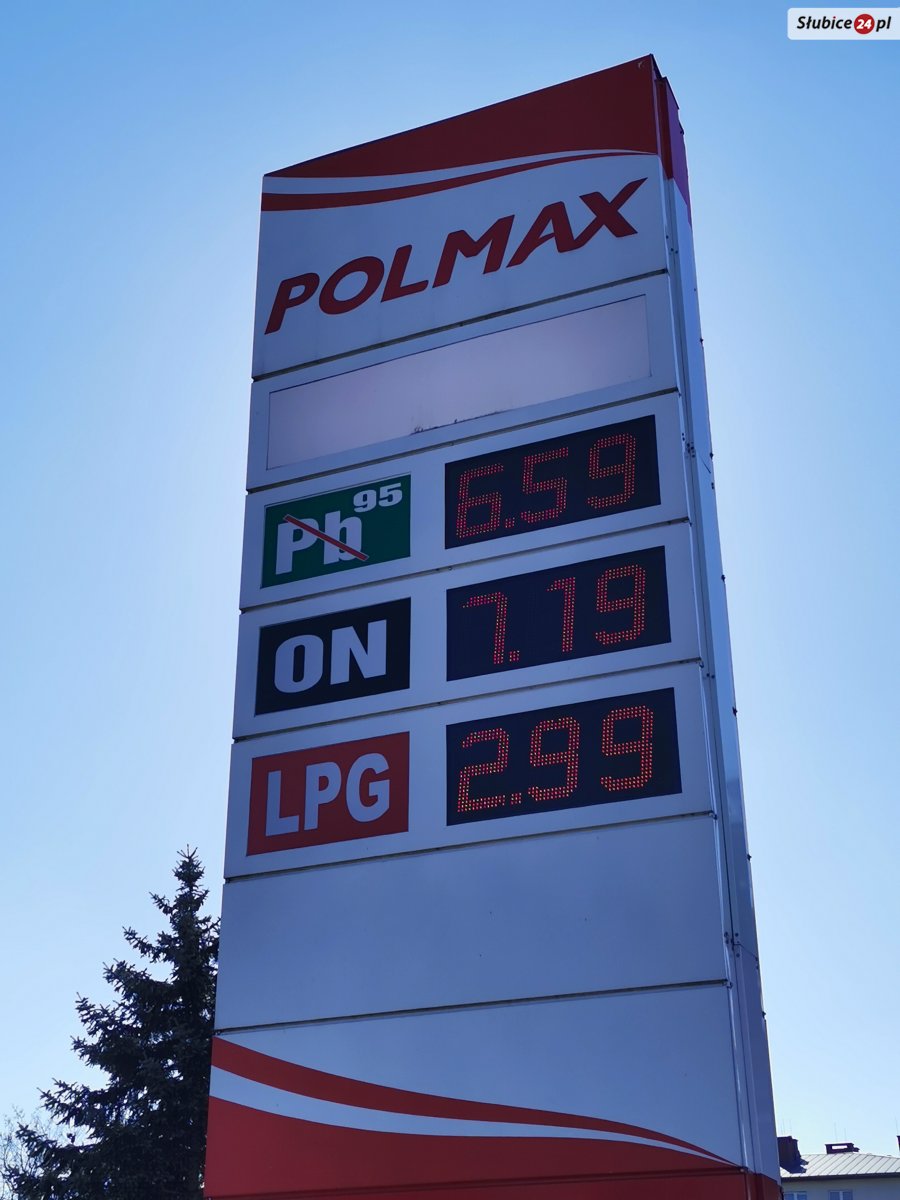 Słubice24.pl
POLMAX
Pb95 6.59
ON 7.19
LPG 2.99